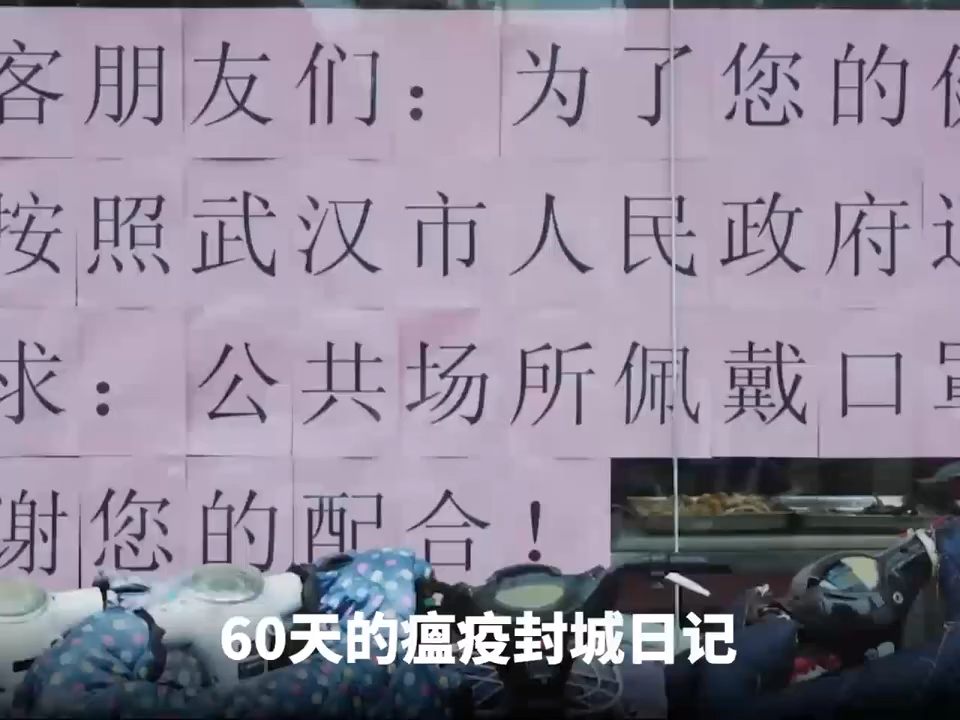 客朋友们：为了您的健
按照武汉市人民政府
求：公共场所佩戴口罩
谢您的配合！
60天的瘟疫封城日记